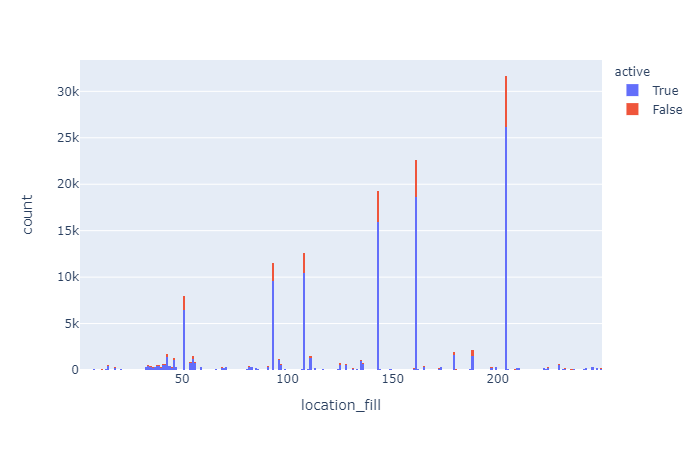 active
True
False
30k
25k
20k
15k
10k
5k
0
count
50
100
150
200
location_fill